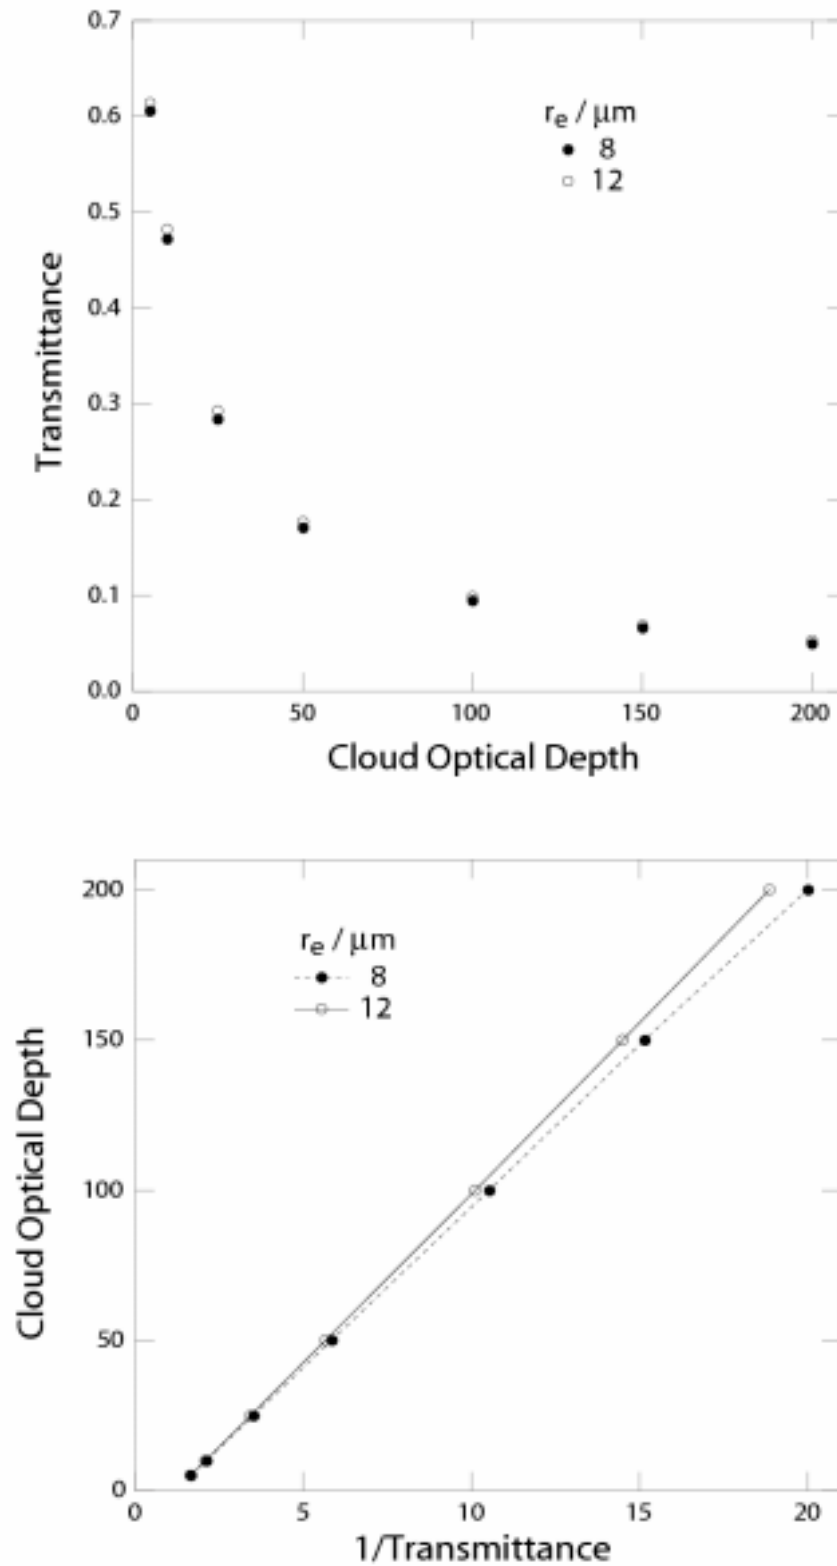 0.7
0.6
0.5
0.4
0.3
0.2
0.1
0.0
Transmittance
rₑ / μm
8
12
0 50 100 150 200
Cloud Optical Depth
200
150
100
50
0
Cloud Optical Depth
rₑ / μm
8
12
0 5 10 15 20
1/Transmittance